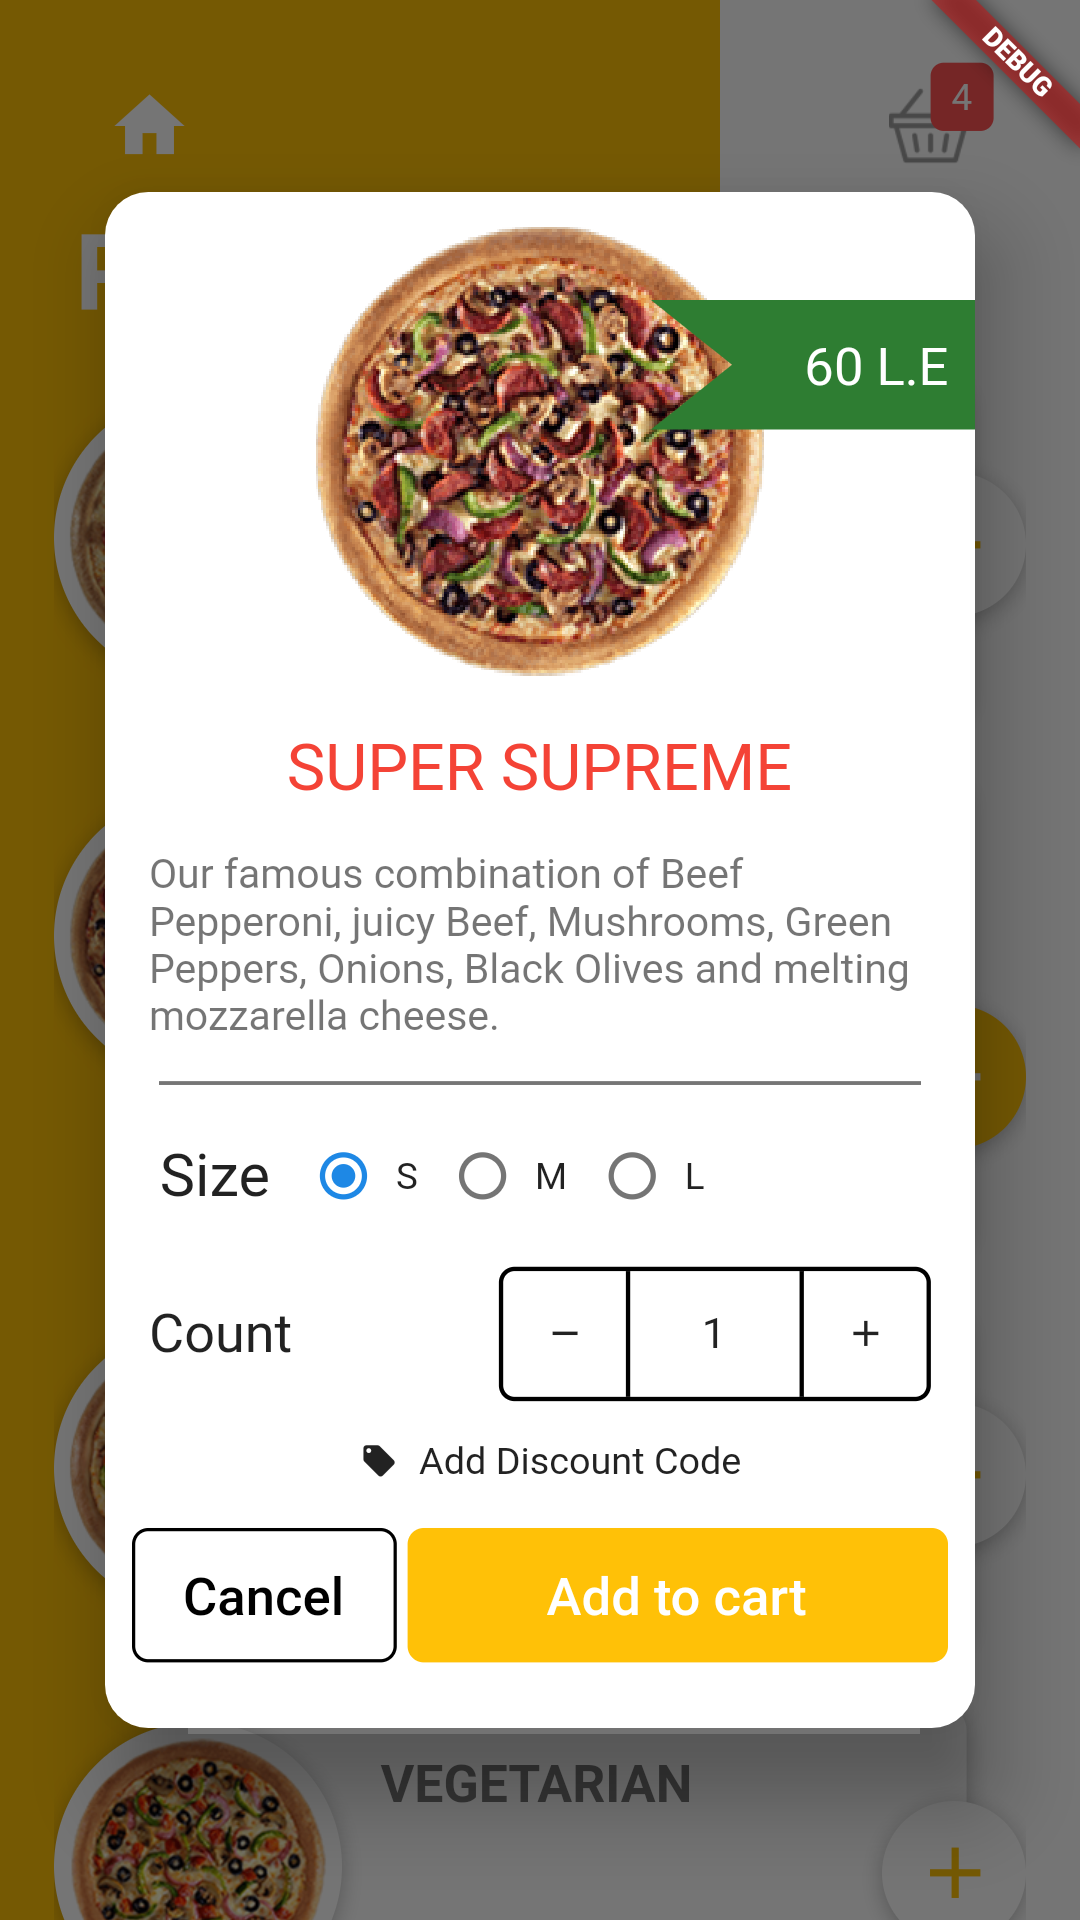 DEBUG
4
P
60 L.E
SUPER SUPREME
Our famous combination of Beef
Pepperoni, juicy Beef, Mushrooms, Green
Peppers, Onions, Black Olives and melting
mozzarella cheese.
Size S M L
Count − 1 +
Add Discount Code
Cancel Add to cart
VEGETARIAN
+